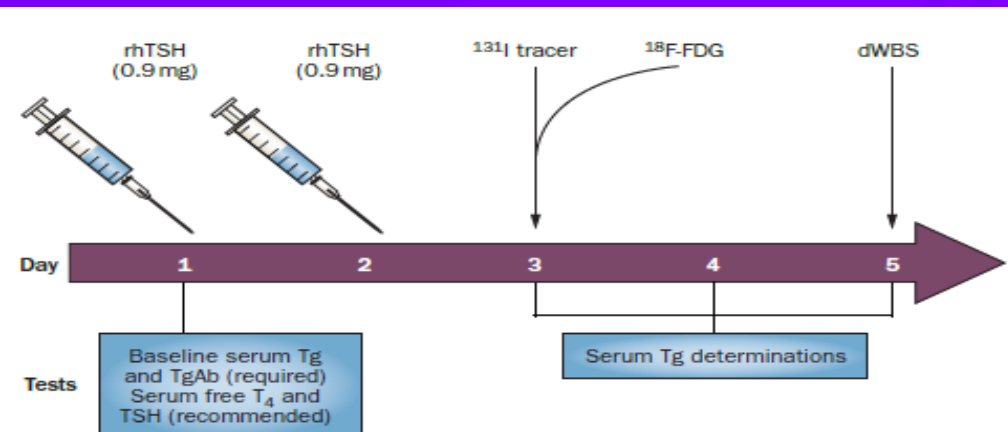 rhTSH
(0.9 mg)
rhTSH
(0.9 mg)
¹³¹I tracer
¹⁸F-FDG
dWBS
Day
1
2
3
4
5
Tests
Baseline serum Tg
and TgAb (required)
Serum free T₄ and
TSH (recommended)
Serum Tg determinations